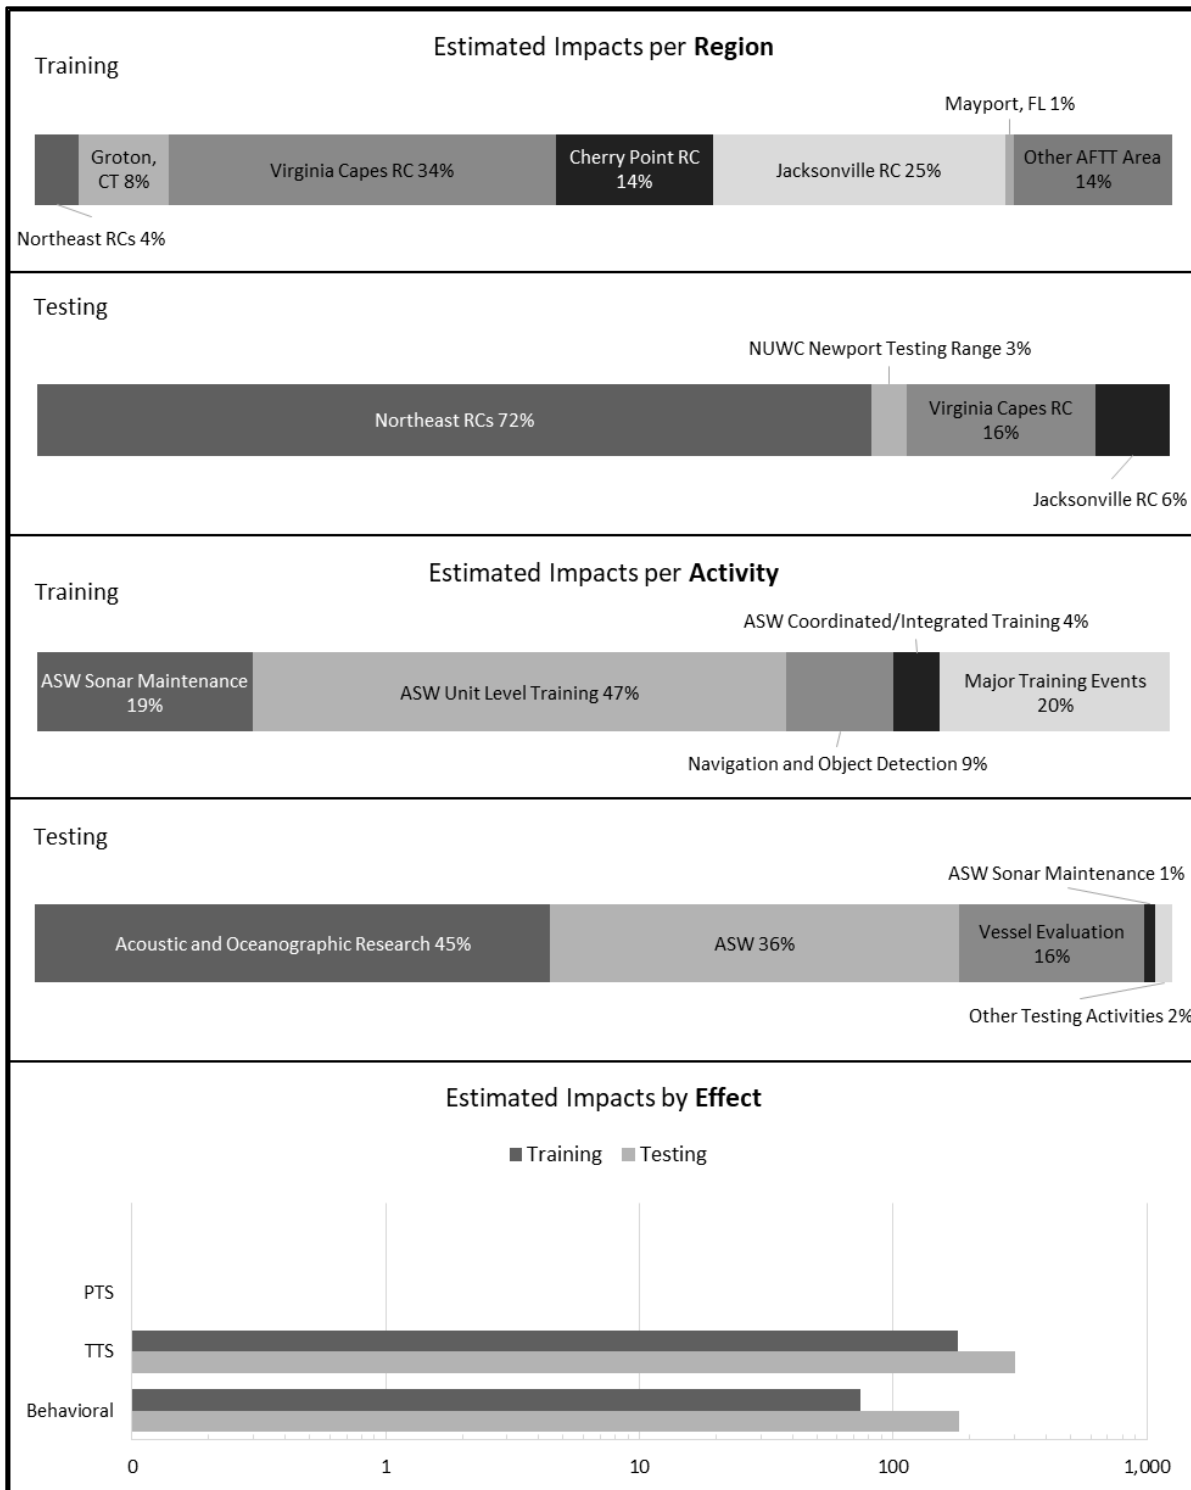 Estimated Impacts per Region
Training
Mayport, FL 1%
Groton,
CT 8%
Virginia Capes RC 34%
Cherry Point RC
14%
Jacksonville RC 25%
Other AFTT Area
14%
Northeast RCs 4%
Testing
NUWC Newport Testing Range 3%
Northeast RCs 72%
Virginia Capes RC
16%
Jacksonville RC 6%
Estimated Impacts per Activity
Training
ASW Coordinated/Integrated Training 4%
ASW Sonar Maintenance
19%
ASW Unit Level Training 47%
Major Training Events
20%
Navigation and Object Detection 9%
Testing
ASW Sonar Maintenance 1%
Acoustic and Oceanographic Research 45%
ASW 36%
Vessel Evaluation
16%
Other Testing Activities 2%
Estimated Impacts by Effect
Training Testing
PTS
TTS
Behavioral
0 1 10 100 1,000